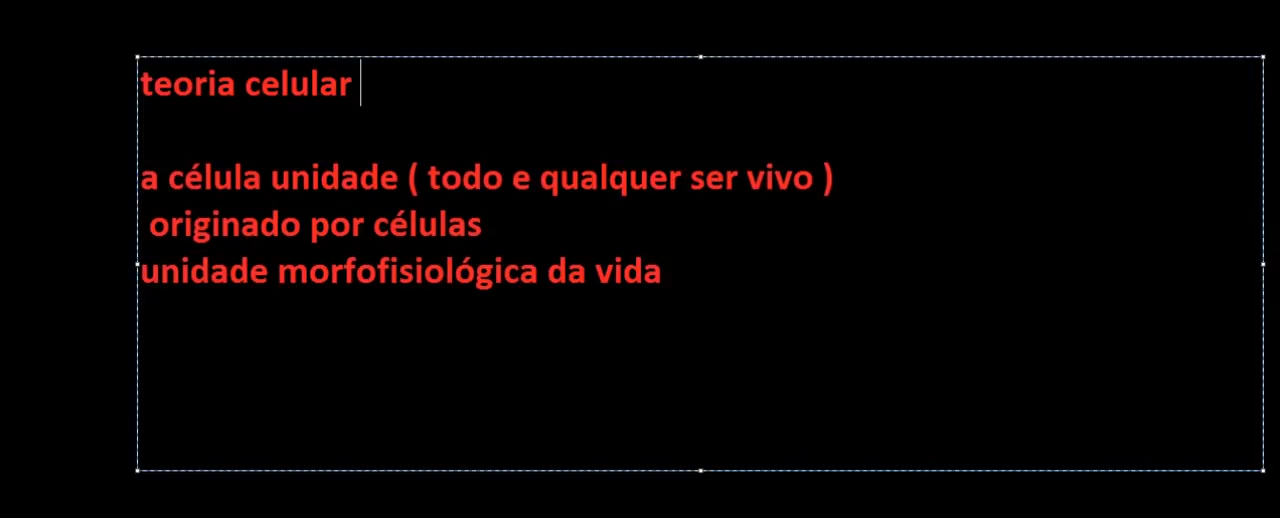 teoria celular
a célula unidade ( todo e qualquer ser vivo )
originado por células
unidade morfofisiológica da vida